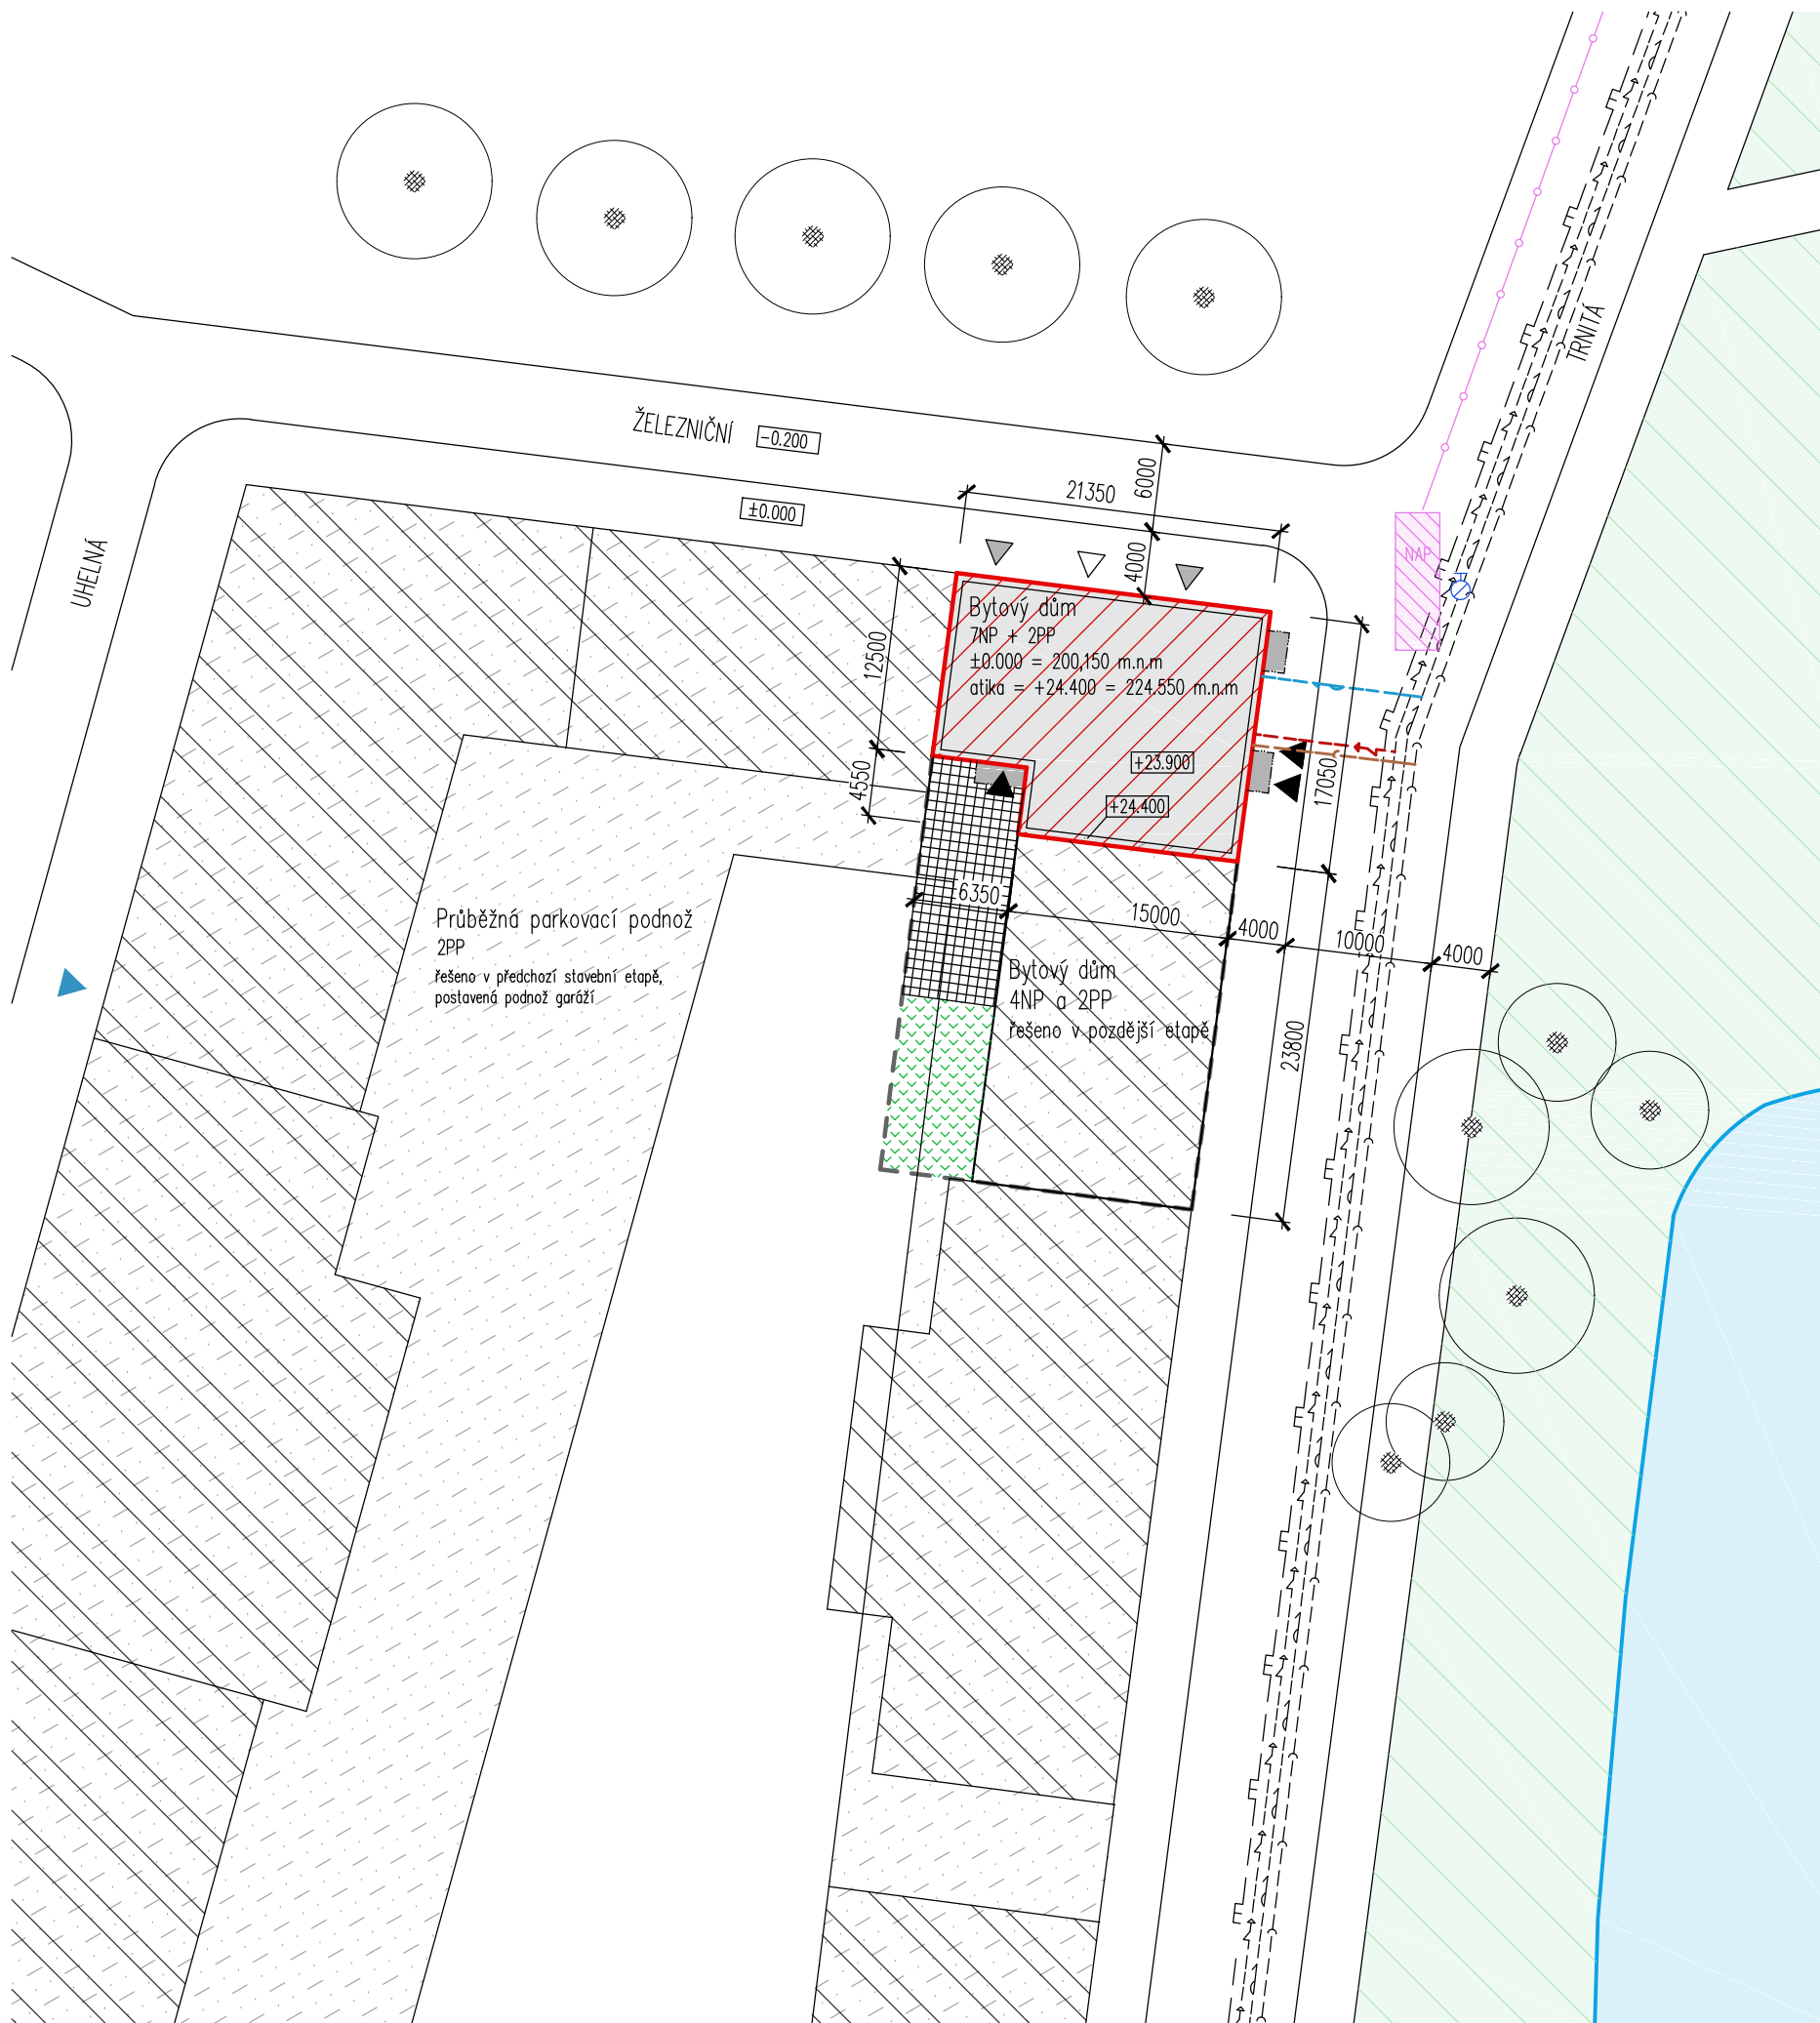 TRNITÁ
ŽELEZNIČNÍ
-0.200
6000
21350
±0.000
UHELNÁ
4000
NAP
Bytový dům
7NP + 2PP
±0.000 = 200,150 m.n.m
atika = +24.400 = 224.550 m.n.m
12500
+23.900
17050
4550
+24.400
6350
15000
4000
10000
4000
Průběžná parkovací podnož
2PP
řešeno v předchozí stavební etapě,
postavená podnož garáží
Bytový dům
4NP a 2PP
řešeno v pozdější etapě
23800